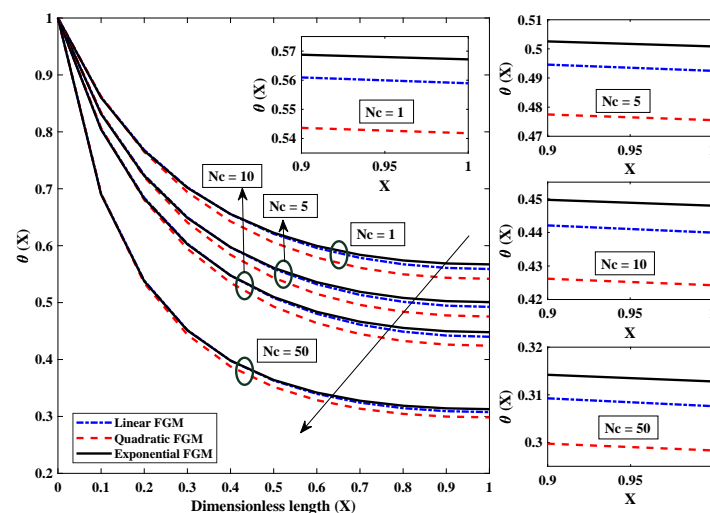 1
0.9
0.8
0.7
0.6
0.5
0.4
0.3
0.2
θ (X)
0
0.1
0.2
0.3
0.4
0.5
0.6
0.7
0.8
0.9
1
Dimensionless length (X)
Nc = 10
Nc = 5
Nc = 1
Nc = 50
Linear FGM
Quadratic FGM
Exponential FGM
0.57
0.56
0.55
0.54
θ (X)
Nc = 1
0.9
0.95
1
X
0.51
0.5
0.49
0.48
0.47
θ (X)
Nc = 5
0.9
0.95
X
0.45
0.44
0.43
0.42
θ (X)
Nc = 10
0.9
0.95
X
0.32
0.31
0.3
θ (X)
Nc = 50
0.9
0.95
X